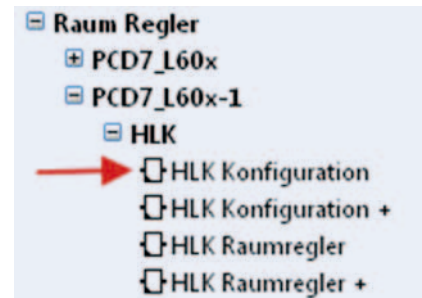 Raum Regler
PCD7_L60x
PCD7_L60x-1
HLK
HLK Konfiguration
HLK Konfiguration +
HLK Raumregler
HLK Raumregler +